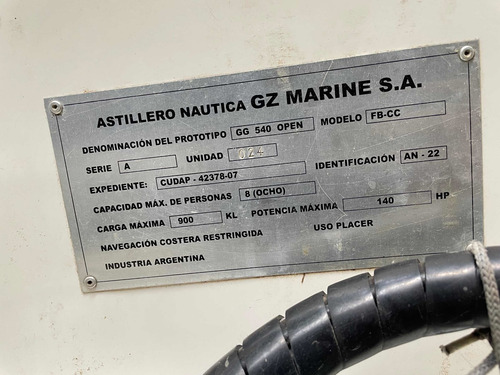 ASTILLERO NAUTICA GZ MARINE S.A.
DENOMINACIÓN DEL PROTOTIPO GG 540 OPEN MODELO FB-CC
SERIE A UNIDAD 024
EXPEDIENTE: CUDAP - 42378-07 IDENTIFICACIÓN AN - 22
CAPACIDAD MÁX. DE PERSONAS 8 (OCHO)
CARGA MAXIMA 900 KL POTENCIA MÁXIMA 140 HP
NAVEGACIÓN COSTERA RESTRINGIDA USO PLACER
INDUSTRIA ARGENTINA